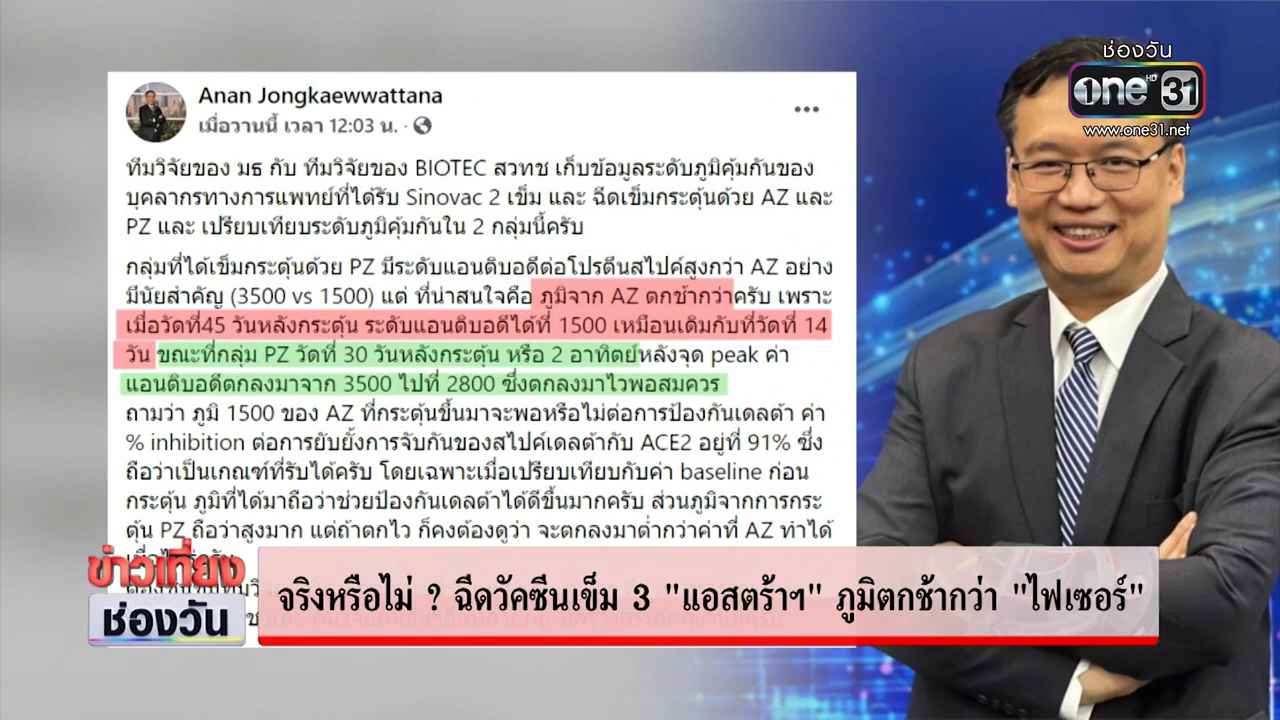 ช่องวัน
one HD 31
www.one31.net
Anan Jongkaewwattana
เมื่อวานนี้ เวลา 12:03 น. ·
ทีมวิจัยของ มธ กับ ทีมวิจัยของ BIOTEC สวทช เก็บข้อมูลระดับภูมิคุ้มกันของ
บุคลากรทางการแพทย์ที่ได้รับ Sinovac 2 เข็ม และ ฉีดเข็มกระตุ้นด้วย AZ และ
PZ และ เปรียบเทียบระดับภูมิคุ้มกันใน 2 กลุ่มนี้ครับ
กลุ่มที่ได้เข็มกระตุ้นด้วย PZ มีระดับแอนติบอดีต่อโปรตีนสไปค์สูงกว่า AZ อย่าง
มีนัยสำคัญ (3500 vs 1500) แต่ ที่น่าสนใจคือ ภูมิจาก AZ ตกช้ากว่าครับ เพราะ
เมื่อวัดที่45 วันหลังกระตุ้น ระดับแอนติบอดีได้ที่ 1500 เหมือนเดิมกับที่วัดที่ 14
วัน ขณะที่กลุ่ม PZ วัดที่ 30 วันหลังกระตุ้น หรือ 2 อาทิตย์หลังจุด peak ค่า
แอนติบอดีตกลงมาจาก 3500 ไปที่ 2800 ซึ่งตกลงมาไวพอสมควร
ถามว่า ภูมิ 1500 ของ AZ ที่กระตุ้นขึ้นมาจะพอหรือไม่ต่อการป้องกันเดลต้า ค่า
% inhibition ต่อการยับยั้งการจับกันของสไปค์เดลต้ากับ ACE2 อยู่ที่ 91% ซึ่ง
ถือว่าเป็นเกณฑ์ที่รับได้ครับ โดยเฉพาะเมื่อเปรียบเทียบกับค่า baseline ก่อน
กระตุ้น ภูมิที่ได้มาถือว่าช่วยป้องกันเดลต้าได้ดีขึ้นมากครับ ส่วนภูมิจากการกระ
ตุ้น PZ ถือว่าสูงมาก แต่ถ้าตกไว ก็คงต้องดูว่า จะตกลงมาต่ำกว่าค่าที่ AZ ทำได้
ข่าวเที่ยง
ช่องวัน
จริงหรือไม่ ? ฉีดวัคซีนเข็ม 3 "แอสตร้าฯ" ภูมิตกช้ากว่า "ไฟเซอร์"